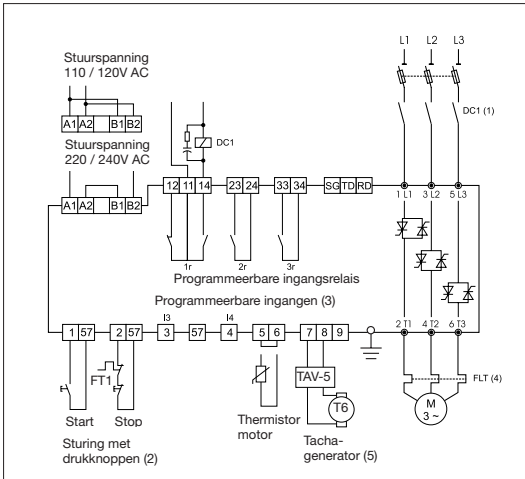 Stuurspanning
110 / 120V AC
L1 L2 L3
A1 A2 B1 B2
DC1 (1)
Stuurspanning
220 / 240V AC
DC1
12 11 14 23 24 33 34 SG TD RD
1 L1 3 L2 5 L3
A1 A2 B1 B2
1r 2r 3r
Programmeerbare ingangsrelais
Programmeerbare ingangen (3)
I3 I4
1 57 2 57 3 57 4 5 6 7 8 9
2 T1 4 T2 6 T3
FT1
TAV-5
FLT (4)
T6
M
3 ~
Start Stop
Thermistor
motor
Tacha-
generator (5)
Sturing met
drukknoppen (2)